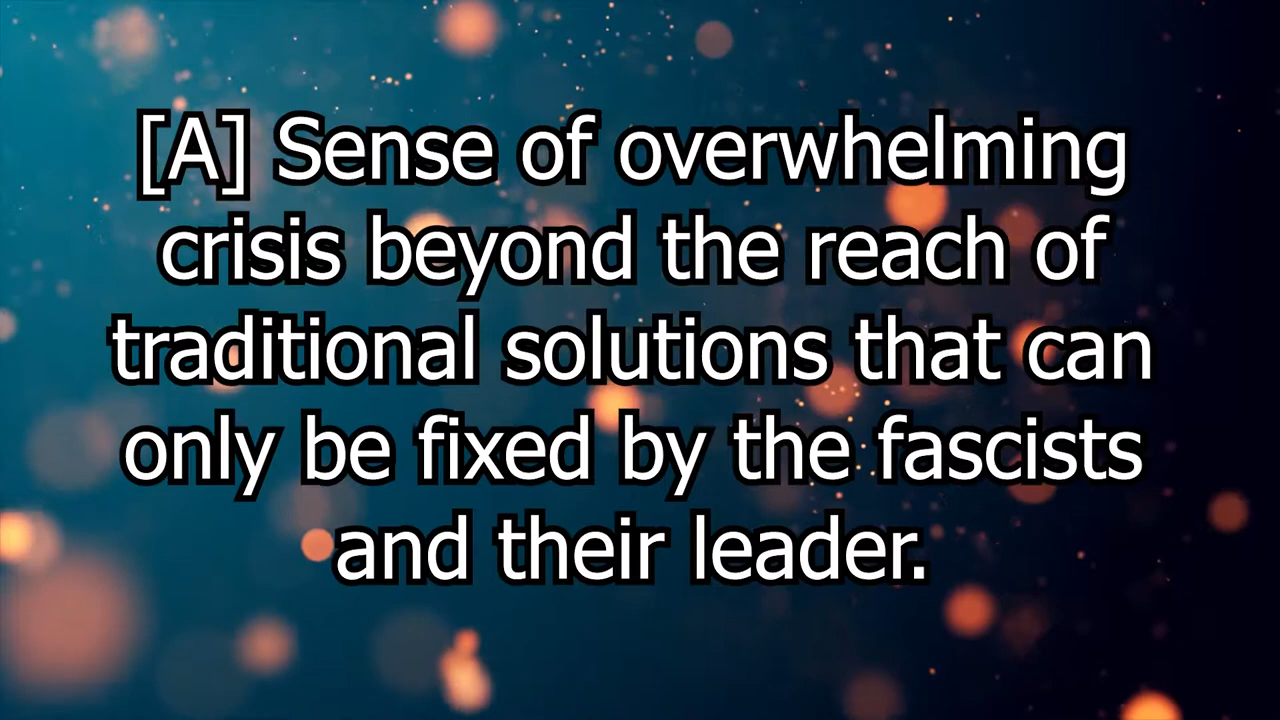 [A] Sense of overwhelming
crisis beyond the reach of
traditional solutions that can
only be fixed by the fascists
and their leader.